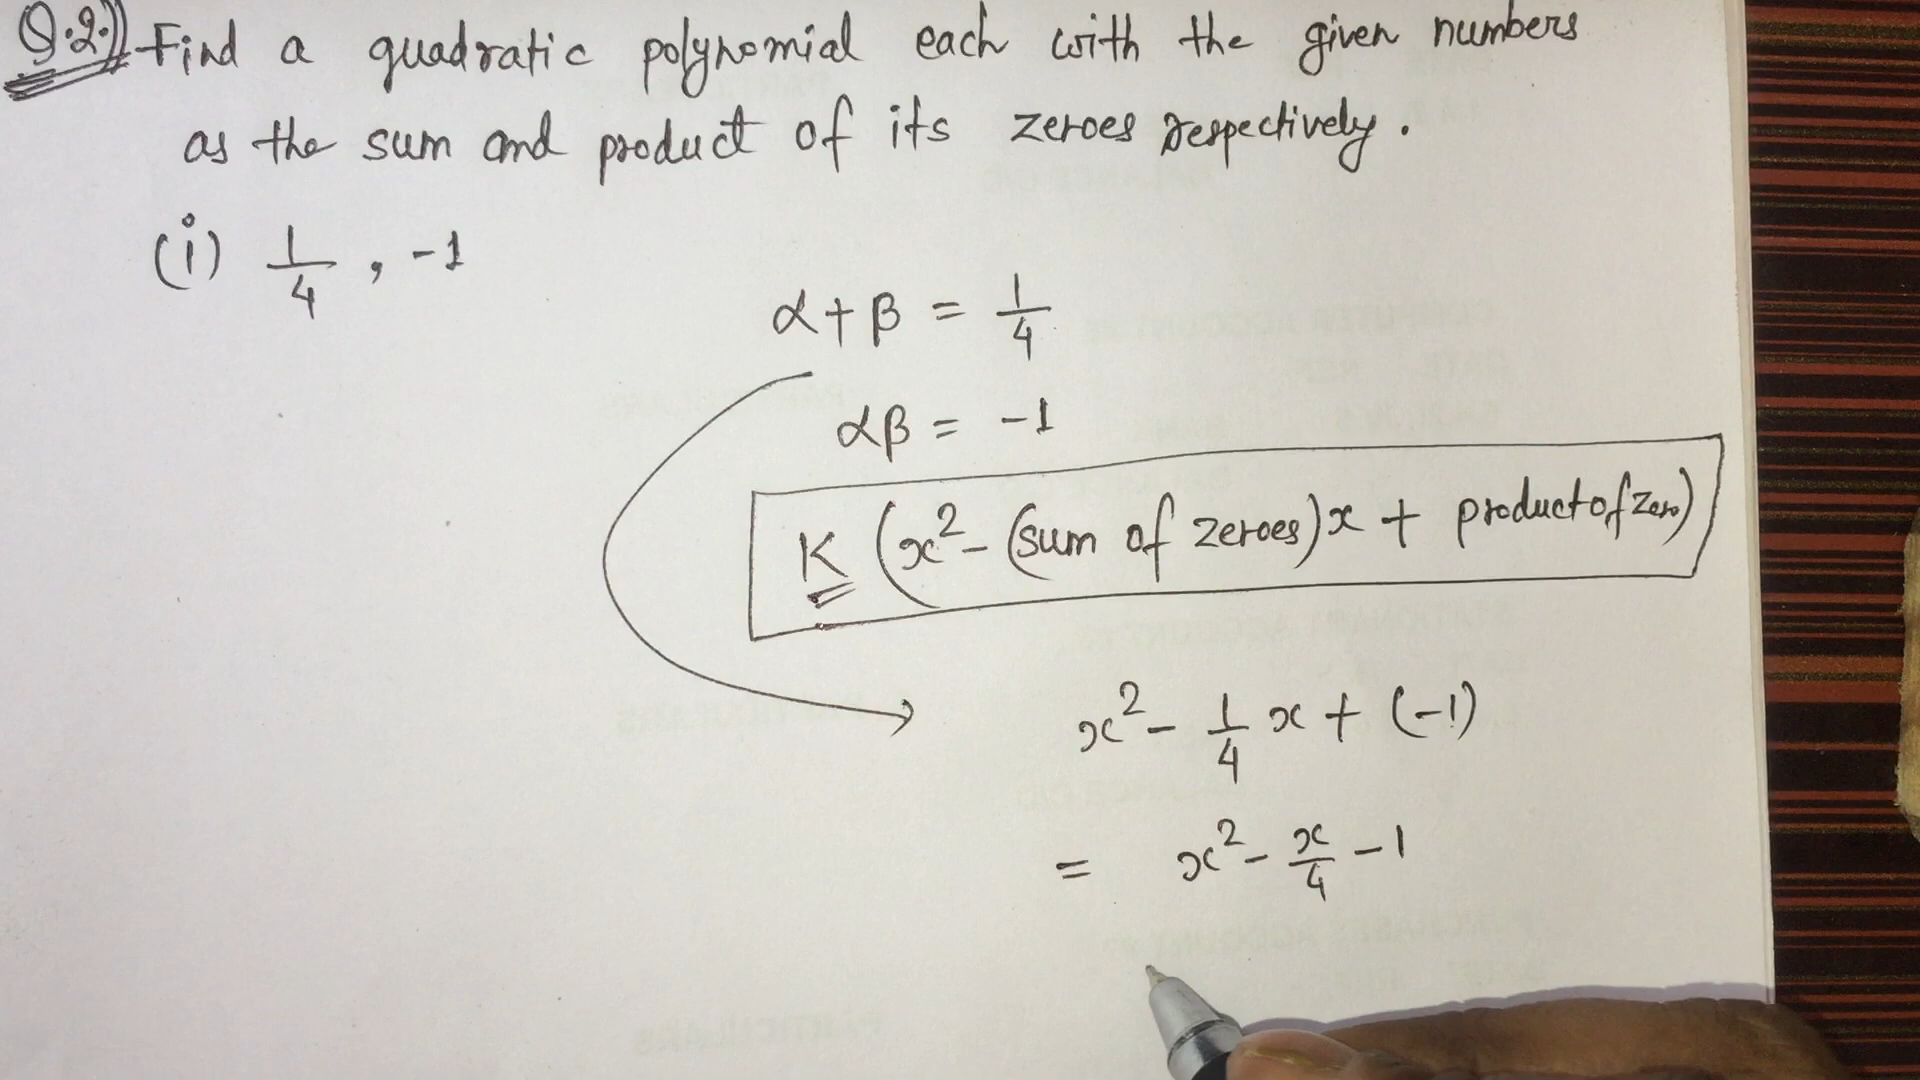 Q.2.) Find a quadratic polynomial each with the given numbers
as the sum and product of its zeroes respectively.
(i) 1/4 , -1
α + β = 1/4
αβ = -1
K (x² - (sum of zeroes)x + product of zero)
x² - 1/4 x + (-1)
= x² - x/4 - 1